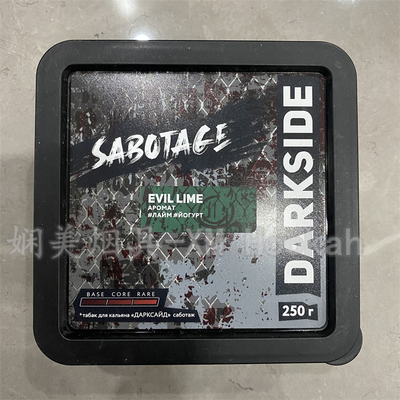 SABOTAGE
DARKSIDE
EVIL LIME
АРОМАТ
#ЛАЙМ #ЙОГУРТ
BASE CORE RARE
*табак для кальяна «ДАРКСАЙД» саботаж
250 г